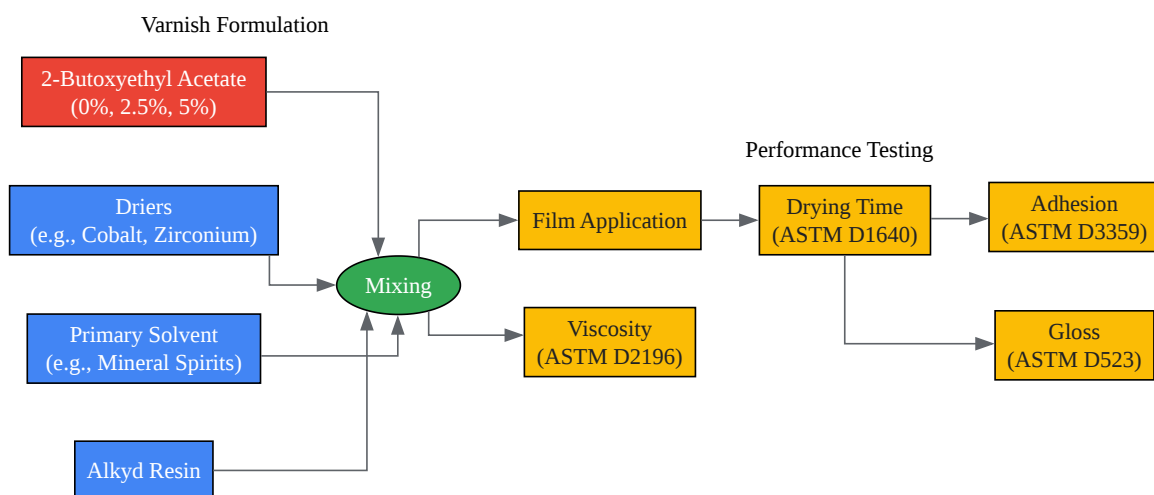 Varnish Formulation
2-Butoxyethyl Acetate
(0%, 2.5%, 5%)
Driers
(e.g., Cobalt, Zirconium)
Primary Solvent
(e.g., Mineral Spirits)
Alkyd Resin
Mixing
Film Application
Viscosity
(ASTM D2196)
Performance Testing
Drying Time
(ASTM D1640)
Adhesion
(ASTM D3359)
Gloss
(ASTM D523)